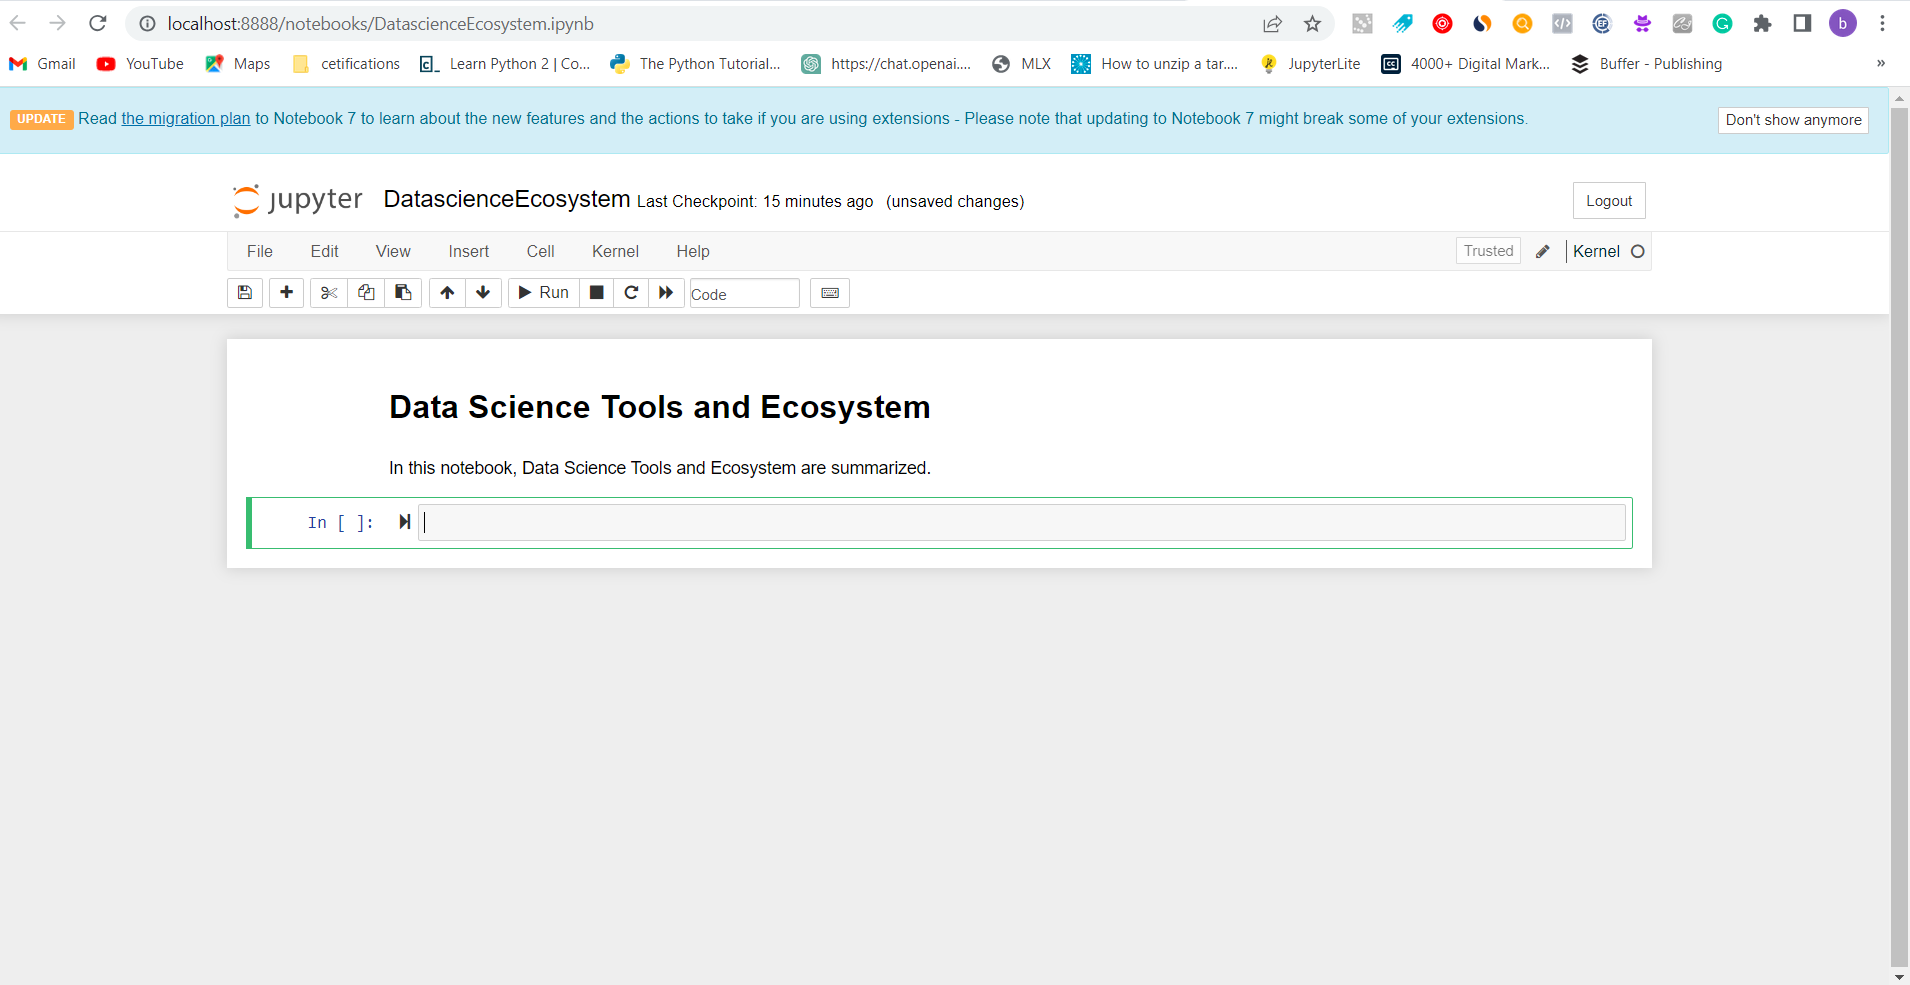 localhost:8888/notebooks/DatascienceEcosystem.ipynb
b
Gmail YouTube Maps cetifications Learn Python 2 | Co... The Python Tutorial... https://chat.openai.... MLX How to unzip a tar.... JupyterLite 4000+ Digital Mark... Buffer - Publishing »
UPDATE Read the migration plan to Notebook 7 to learn about the new features and the actions to take if you are using extensions - Please note that updating to Notebook 7 might break some of your extensions. Don't show anymore
jupyter DatascienceEcosystem Last Checkpoint: 15 minutes ago (unsaved changes) Logout
File Edit View Insert Cell Kernel Help Trusted Kernel
Run Code
Data Science Tools and Ecosystem
In this notebook, Data Science Tools and Ecosystem are summarized.
In [ ]: